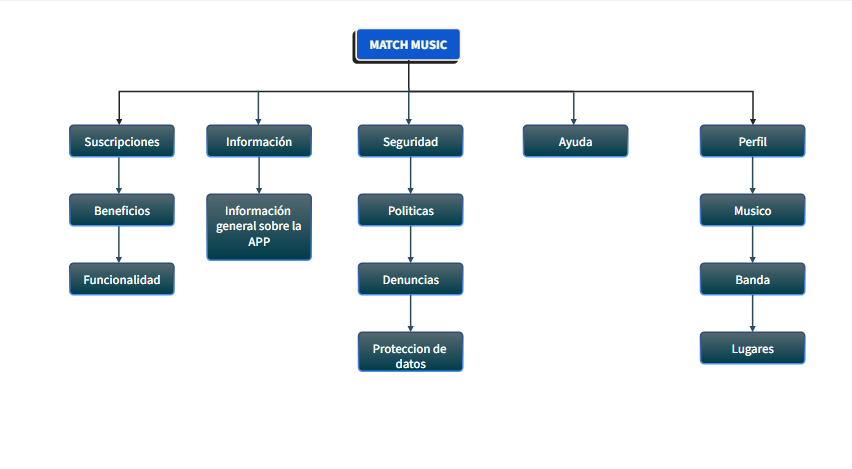 MATCH MUSIC
Suscripciones
Información
Seguridad
Ayuda
Perfil
Beneficios
Información
general sobre la
APP
Politicas
Musico
Funcionalidad
Denuncias
Banda
Proteccion de
datos
Lugares